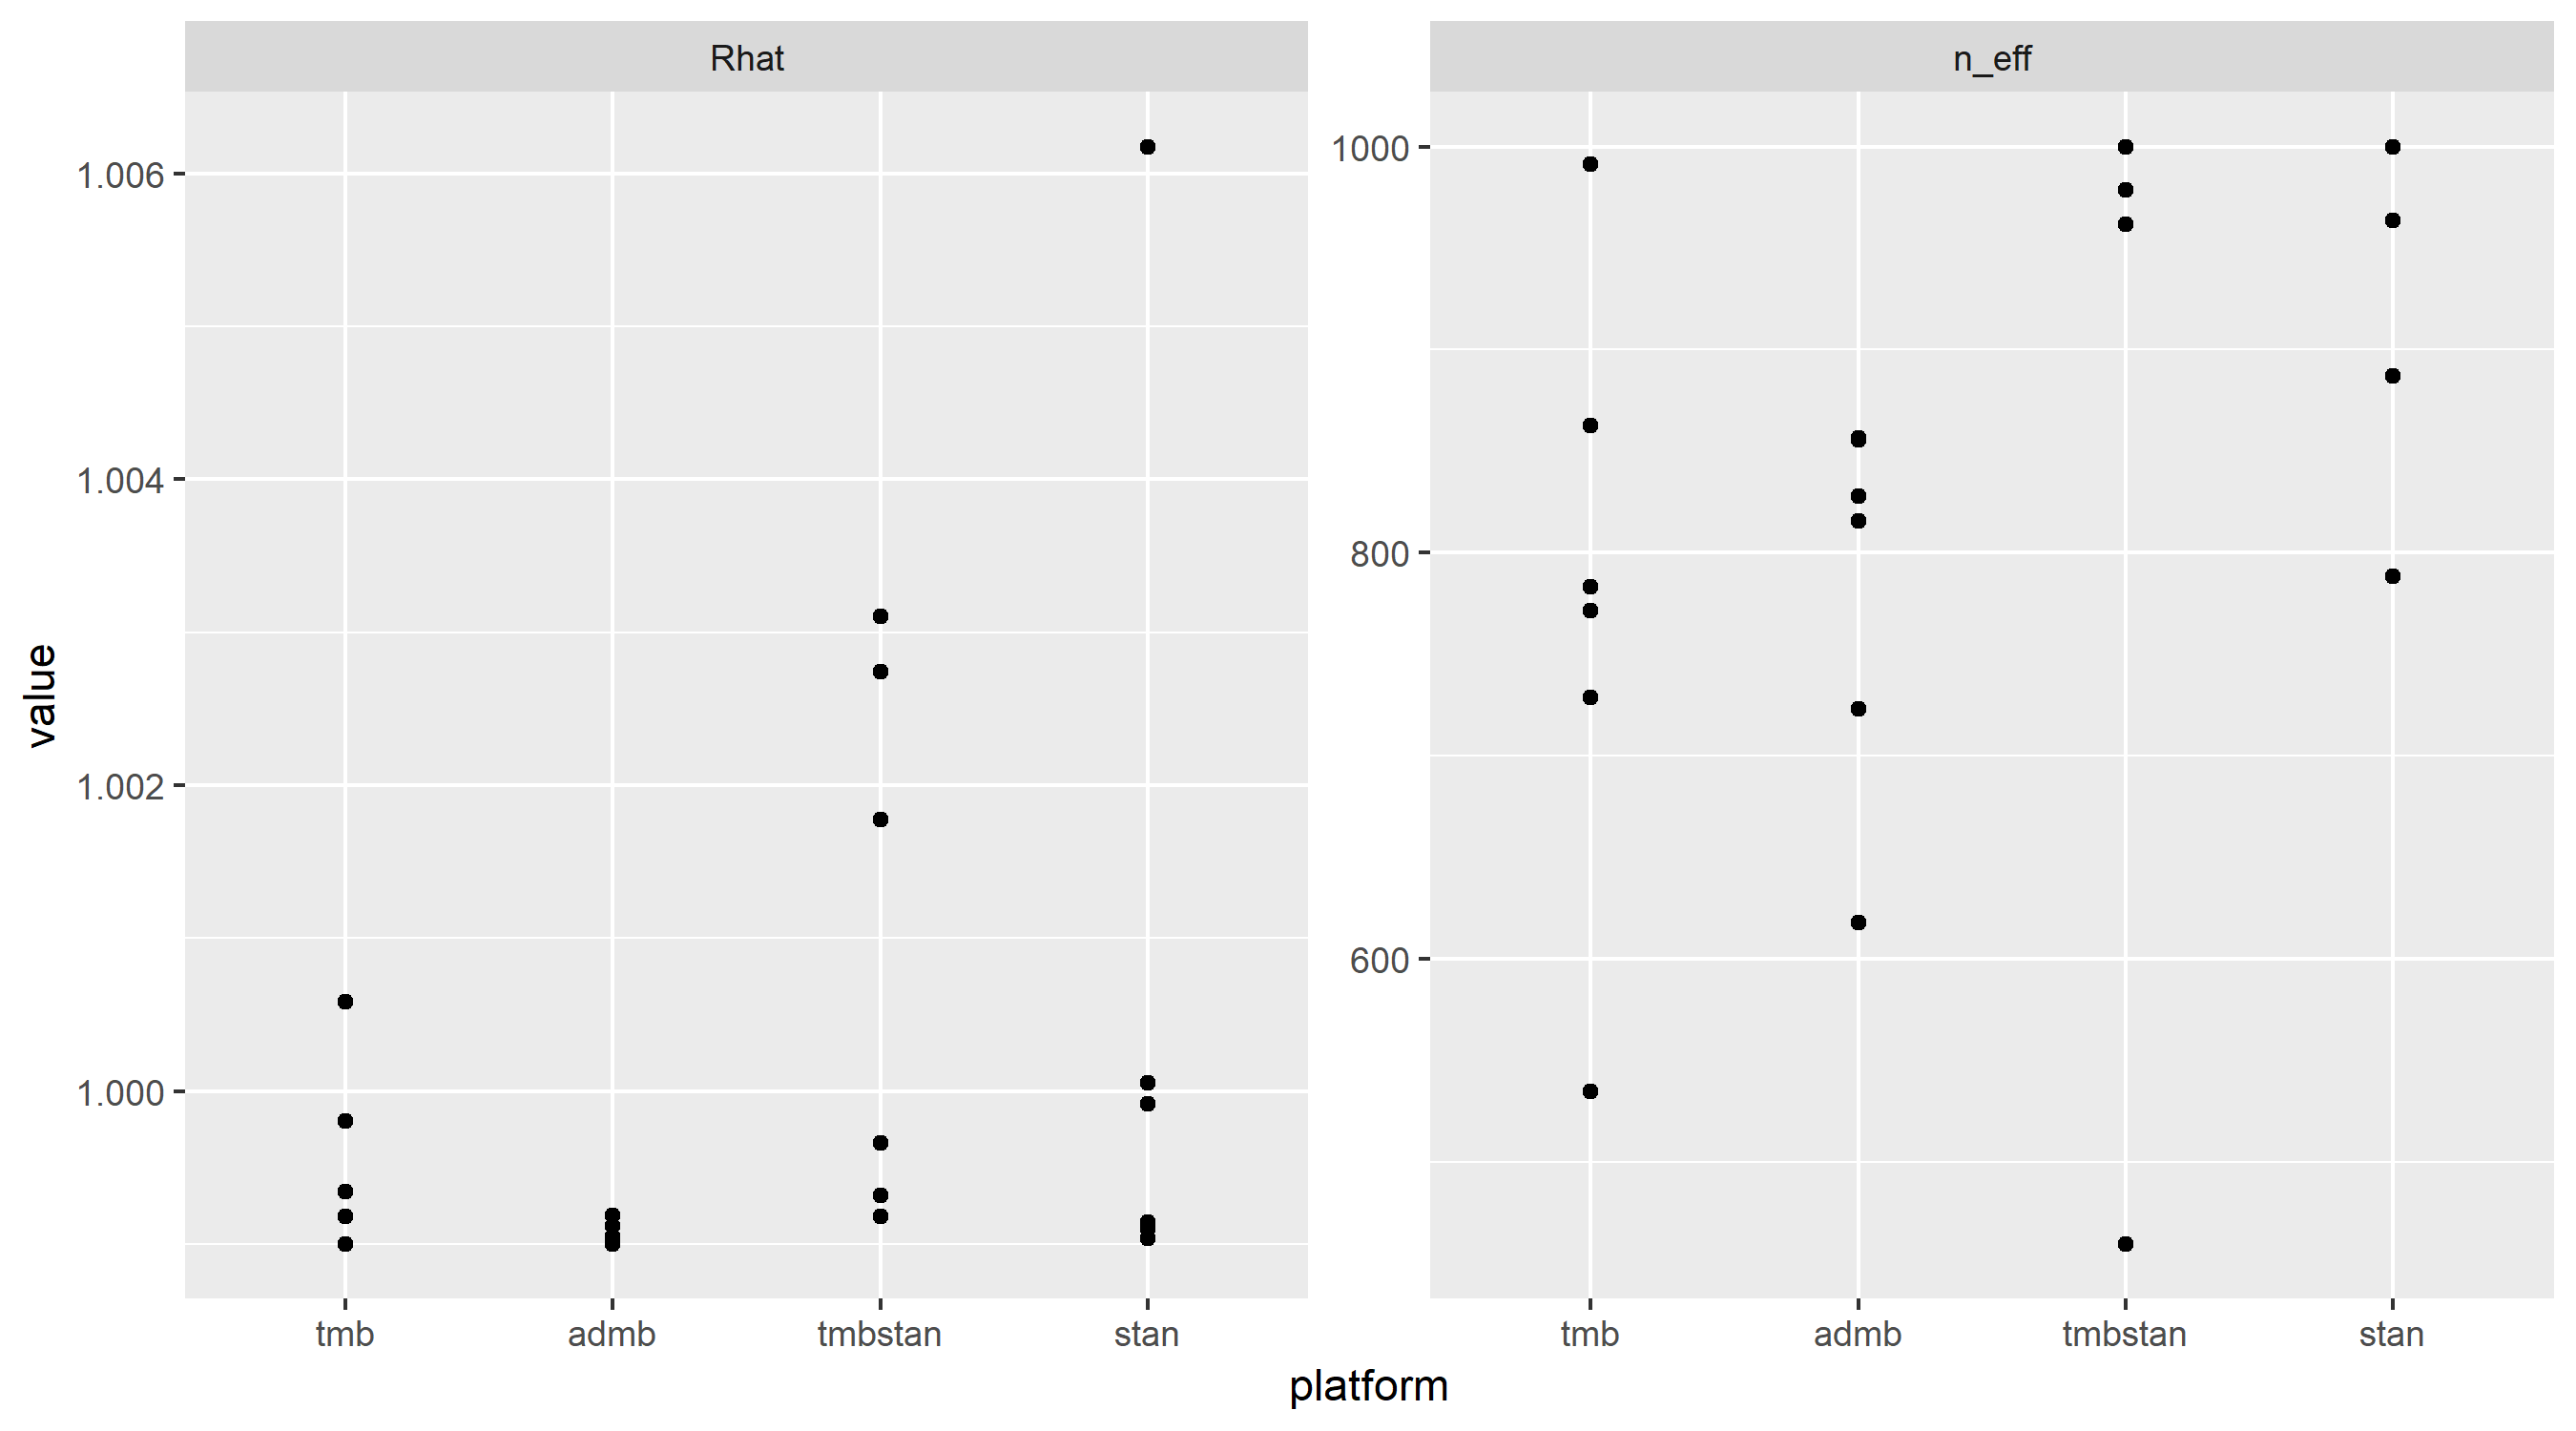 Rhat
n_eff
1.006
1.004
1.002
1.000
1000
800
600
value
tmb admb tmbstan stan
tmb admb tmbstan stan
platform